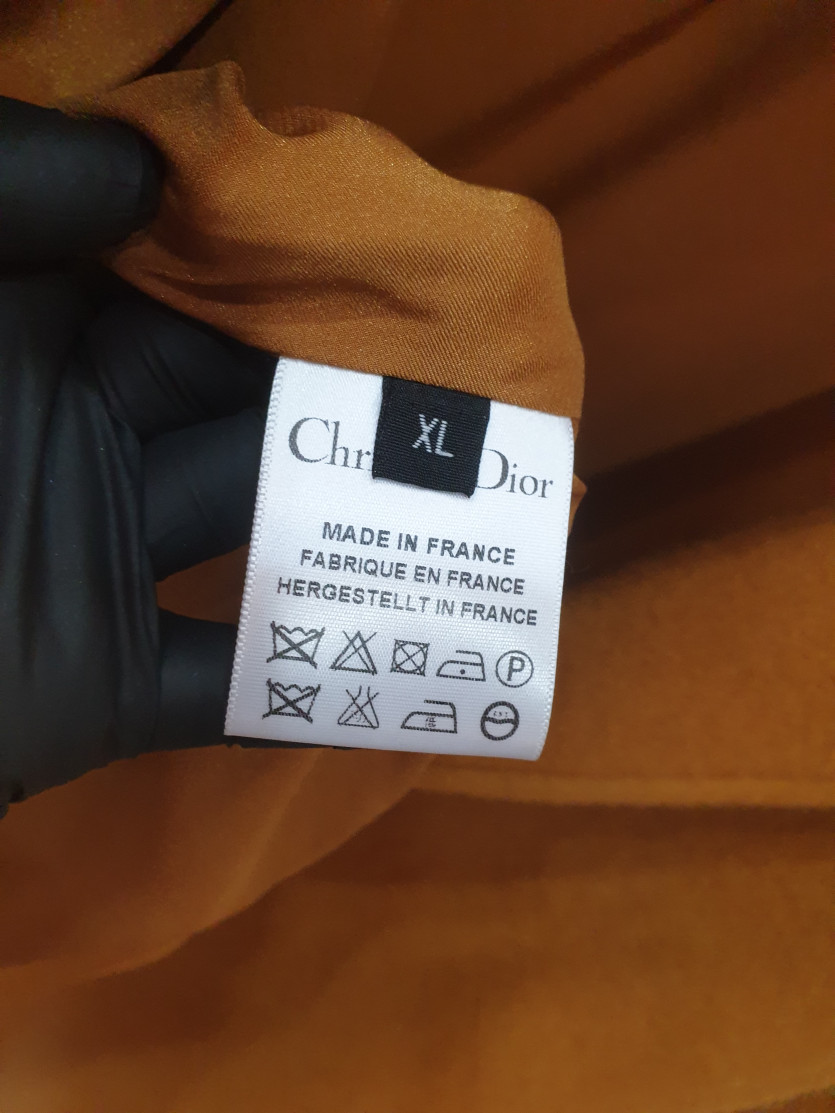 XL
Chr Dior
MADE IN FRANCE
FABRIQUE EN FRANCE
HERGESTELLT IN FRANCE
P